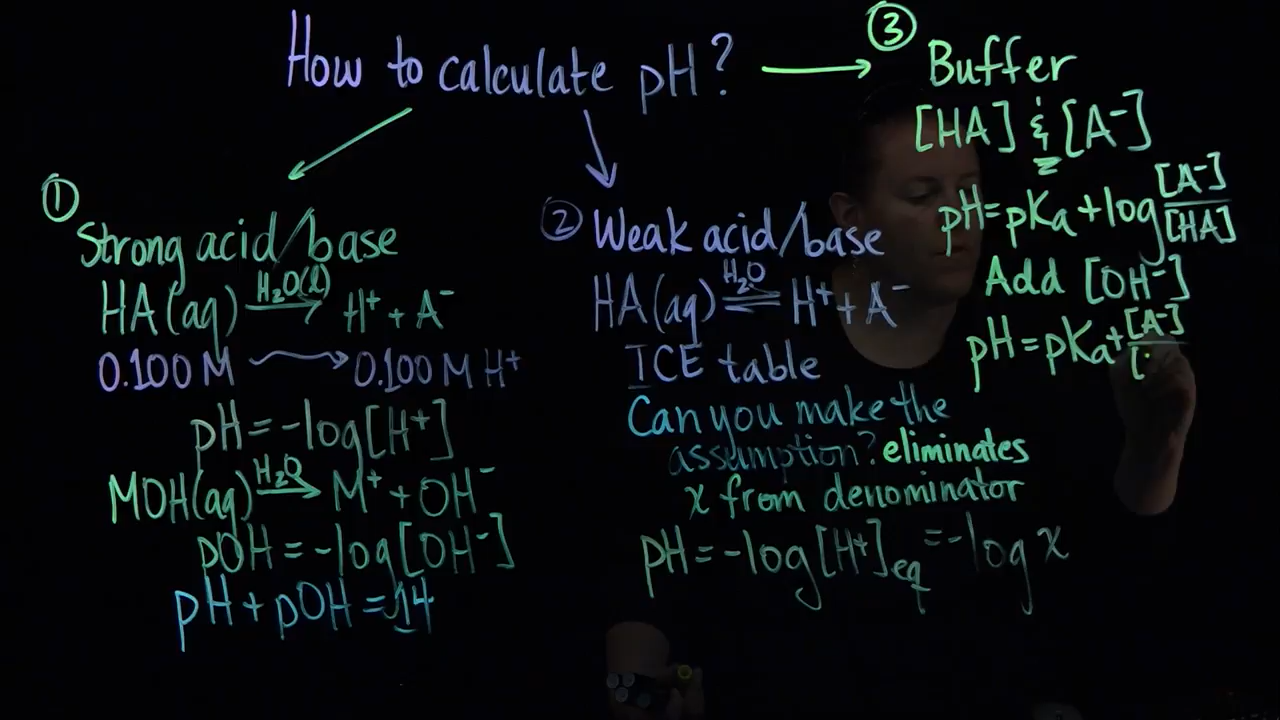 How to calculate pH?
①
Strong acid/base
HA(aq) H₂O(l)→ H⁺ + A⁻
0.100 M → 0.100 M H⁺
pH = -log[H⁺]
MOH(aq) H₂O→ M⁺ + OH⁻
pOH = -log[OH⁻]
pH + pOH = 14
②
Weak acid/base
HA(aq) H₂O⇌ H⁺ + A⁻
ICE table
Can you make the
assumption? eliminates
x from denominator
pH = -log[H⁺]eq = -log x
③
Buffer
[HA] & [A⁻]
pH = pKa + log [A⁻]/[HA]
Add [OH⁻]
pH = pKa + [A⁻]/[